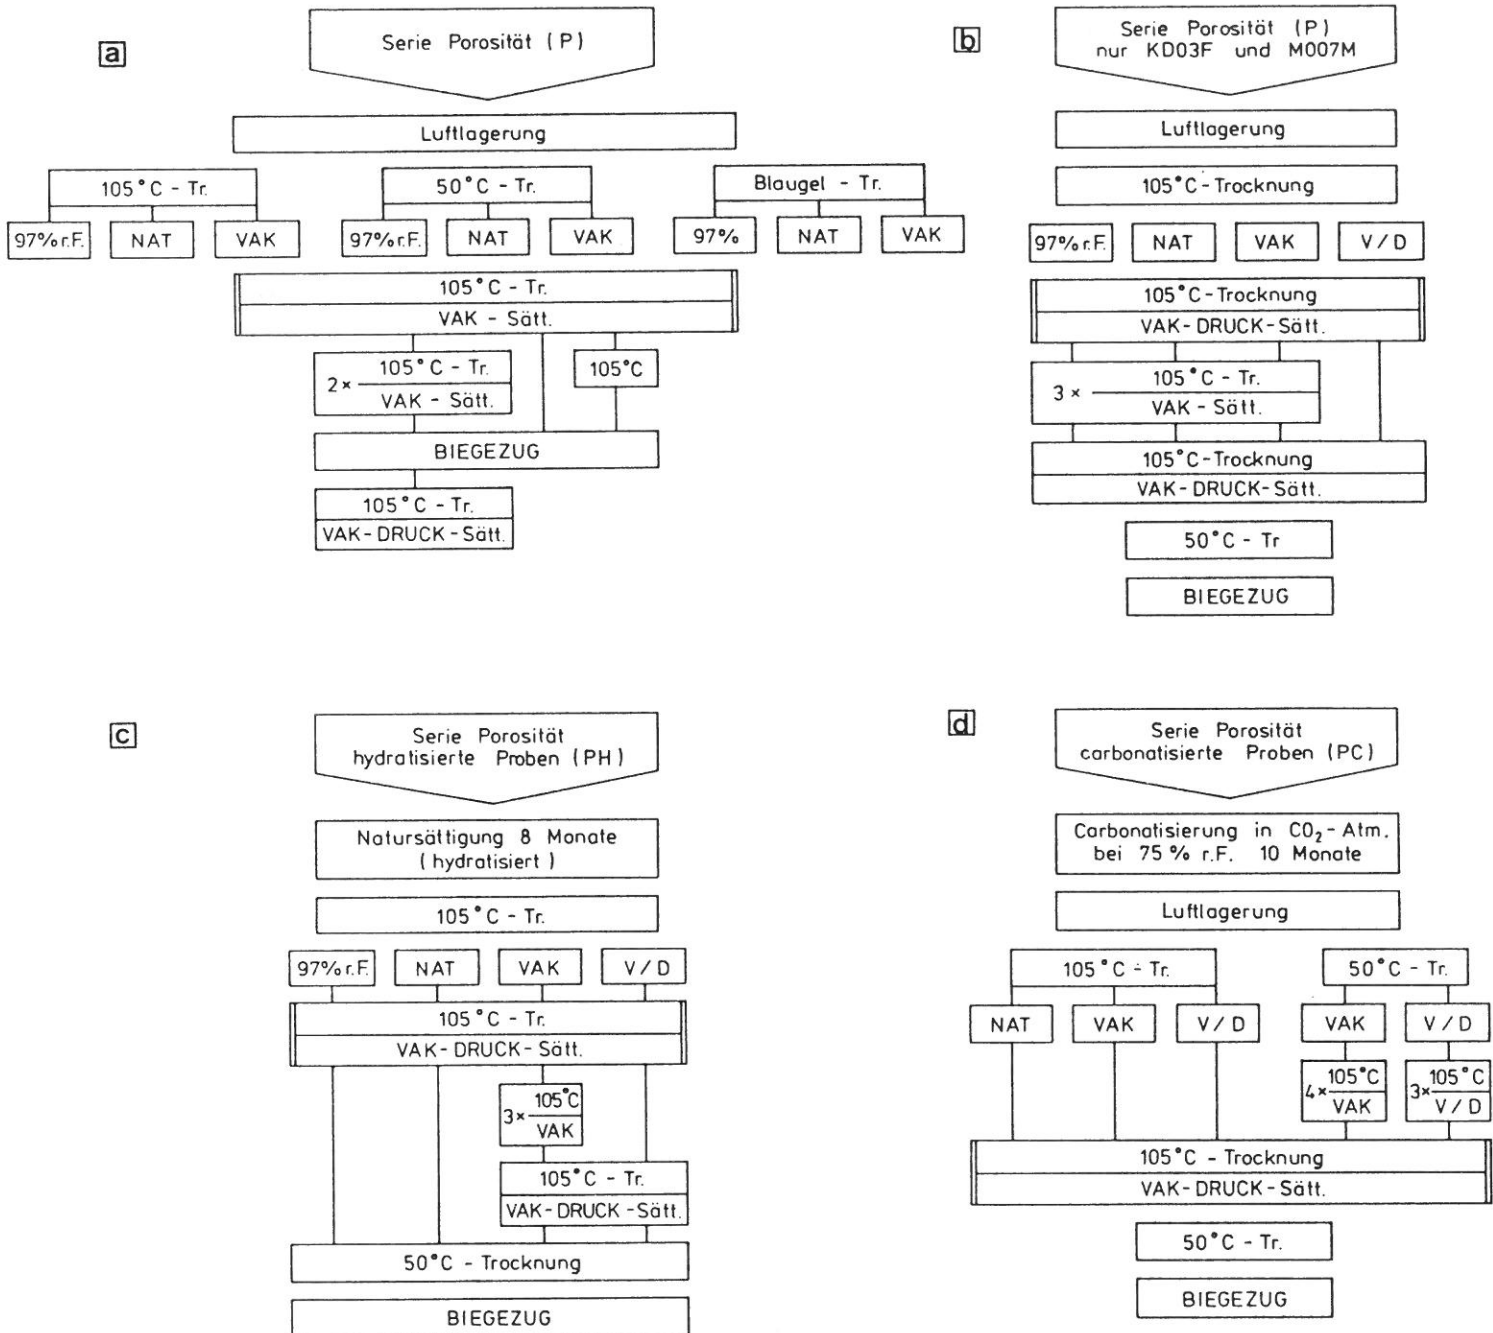 a
Serie Porosität (P)
Luftlagerung
105°C - Tr.
50°C - Tr.
Blaugel - Tr.
97% r.F.
NAT
VAK
97% r.F.
NAT
VAK
97%
NAT
VAK
105°C - Tr.
VAK - Sätt.
2×
105°C - Tr.
VAK - Sätt.
105°C
BIEGEZUG
105°C - Tr.
VAK-DRUCK-Sätt.
b
Serie Porosität (P)
nur KD03F und M007M
Luftlagerung
105°C-Trocknung
97% r.F.
NAT
VAK
V/D
105°C-Trocknung
VAK-DRUCK-Sätt.
3×
105°C - Tr.
VAK - Sätt.
105°C-Trocknung
VAK-DRUCK-Sätt.
50°C - Tr
BIEGEZUG
c
Serie Porosität
hydratisierte Proben (PH)
Natursättigung 8 Monate
(hydratisiert)
105°C - Tr.
97% r.F.
NAT
VAK
V/D
105°C - Tr.
VAK-DRUCK-Sätt.
3×
105°C
VAK
105°C - Tr.
VAK-DRUCK-Sätt.
50°C - Trocknung
BIEGEZUG
d
Serie Porosität
carbonatisierte Proben (PC)
Carbonatisierung in CO₂-Atm.
bei 75% r.F. 10 Monate
Luftlagerung
105°C - Tr.
50°C - Tr.
NAT
VAK
V/D
VAK
V/D
4×
105°C
VAK
3×
105°C
V/D
105°C - Trocknung
VAK-DRUCK-Sätt.
50°C - Tr.
BIEGEZUG